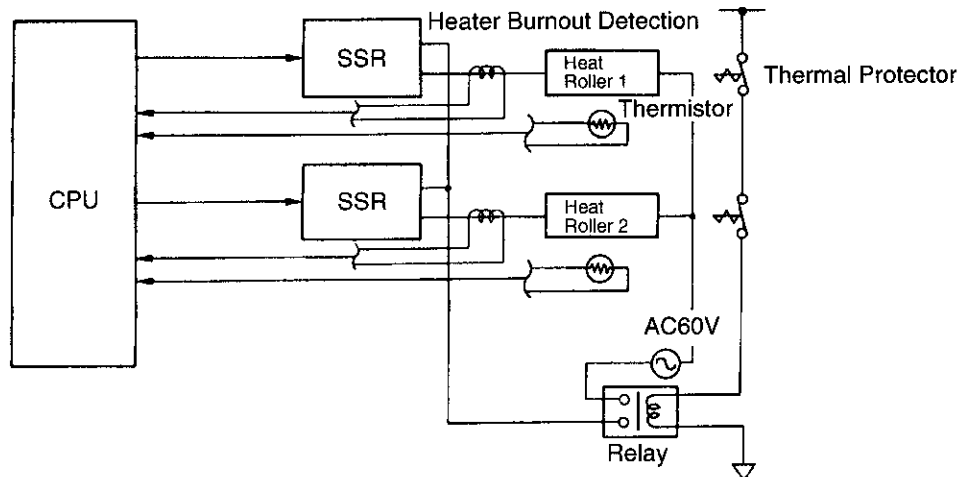 Heater Burnout Detection
SSR
Heat
Roller 1
Thermal Protector
Thermistor
CPU
SSR
Heat
Roller 2
AC60V
Relay